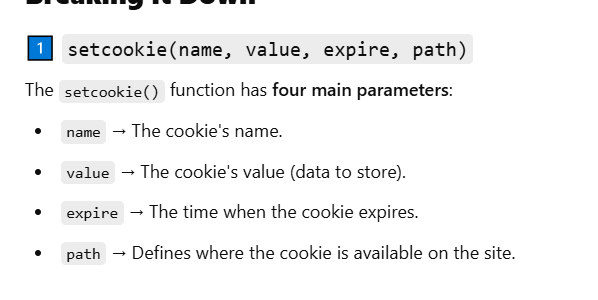 Breaking It Down
1 setcookie(name, value, expire, path)
The setcookie() function has four main parameters:
• name → The cookie's name.
• value → The cookie's value (data to store).
• expire → The time when the cookie expires.
• path → Defines where the cookie is available on the site.